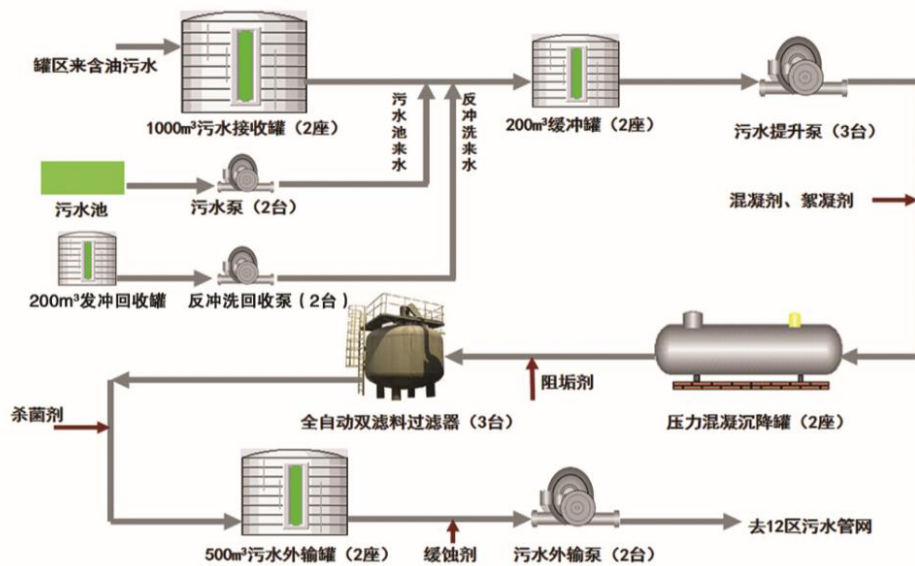 罐区来含油污水
1000m³污水接收罐（2座）
污水池来水
反冲洗来水
200m³缓冲罐（2座）
污水提升泵（3台）
污水池
污水泵（2台）
混凝剂、絮凝剂
200m³发冲回收罐
反冲洗回收泵（2台）
阻垢剂
杀菌剂
全自动双滤料过滤器（3台）
压力混凝沉降罐（2座）
500m³污水外输罐（2座）
缓蚀剂
污水外输泵（2台）
去12区污水管网